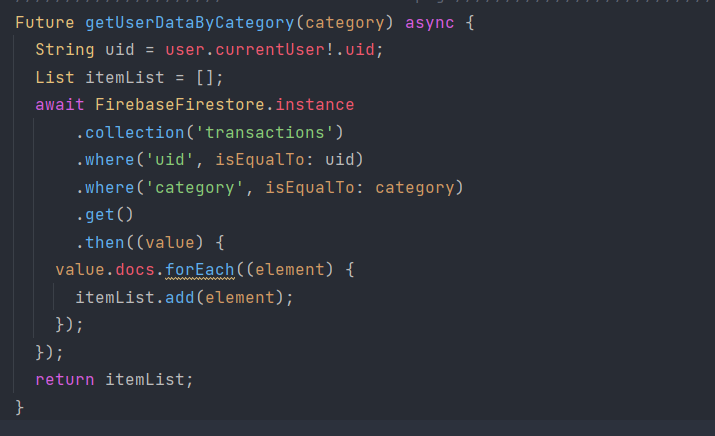 Future getUserDataByCategory(category) async {
String uid = user.currentUser!.uid;
List itemList = [];
await FirebaseFirestore.instance
.collection('transactions')
.where('uid', isEqualTo: uid)
.where('category', isEqualTo: category)
.get()
.then((value) {
value.docs.forEach((element) {
itemList.add(element);
});
});
return itemList;
}